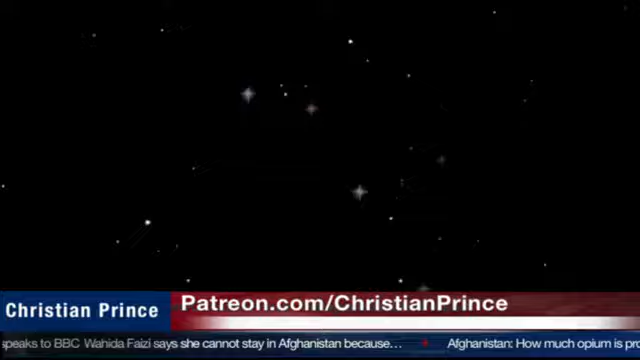 Christian Prince
Patreon.com/ChristianPrince
speaks to BBC Wahida Faizi says she cannot stay in Afghanistan because… Afghanistan: How much opium is